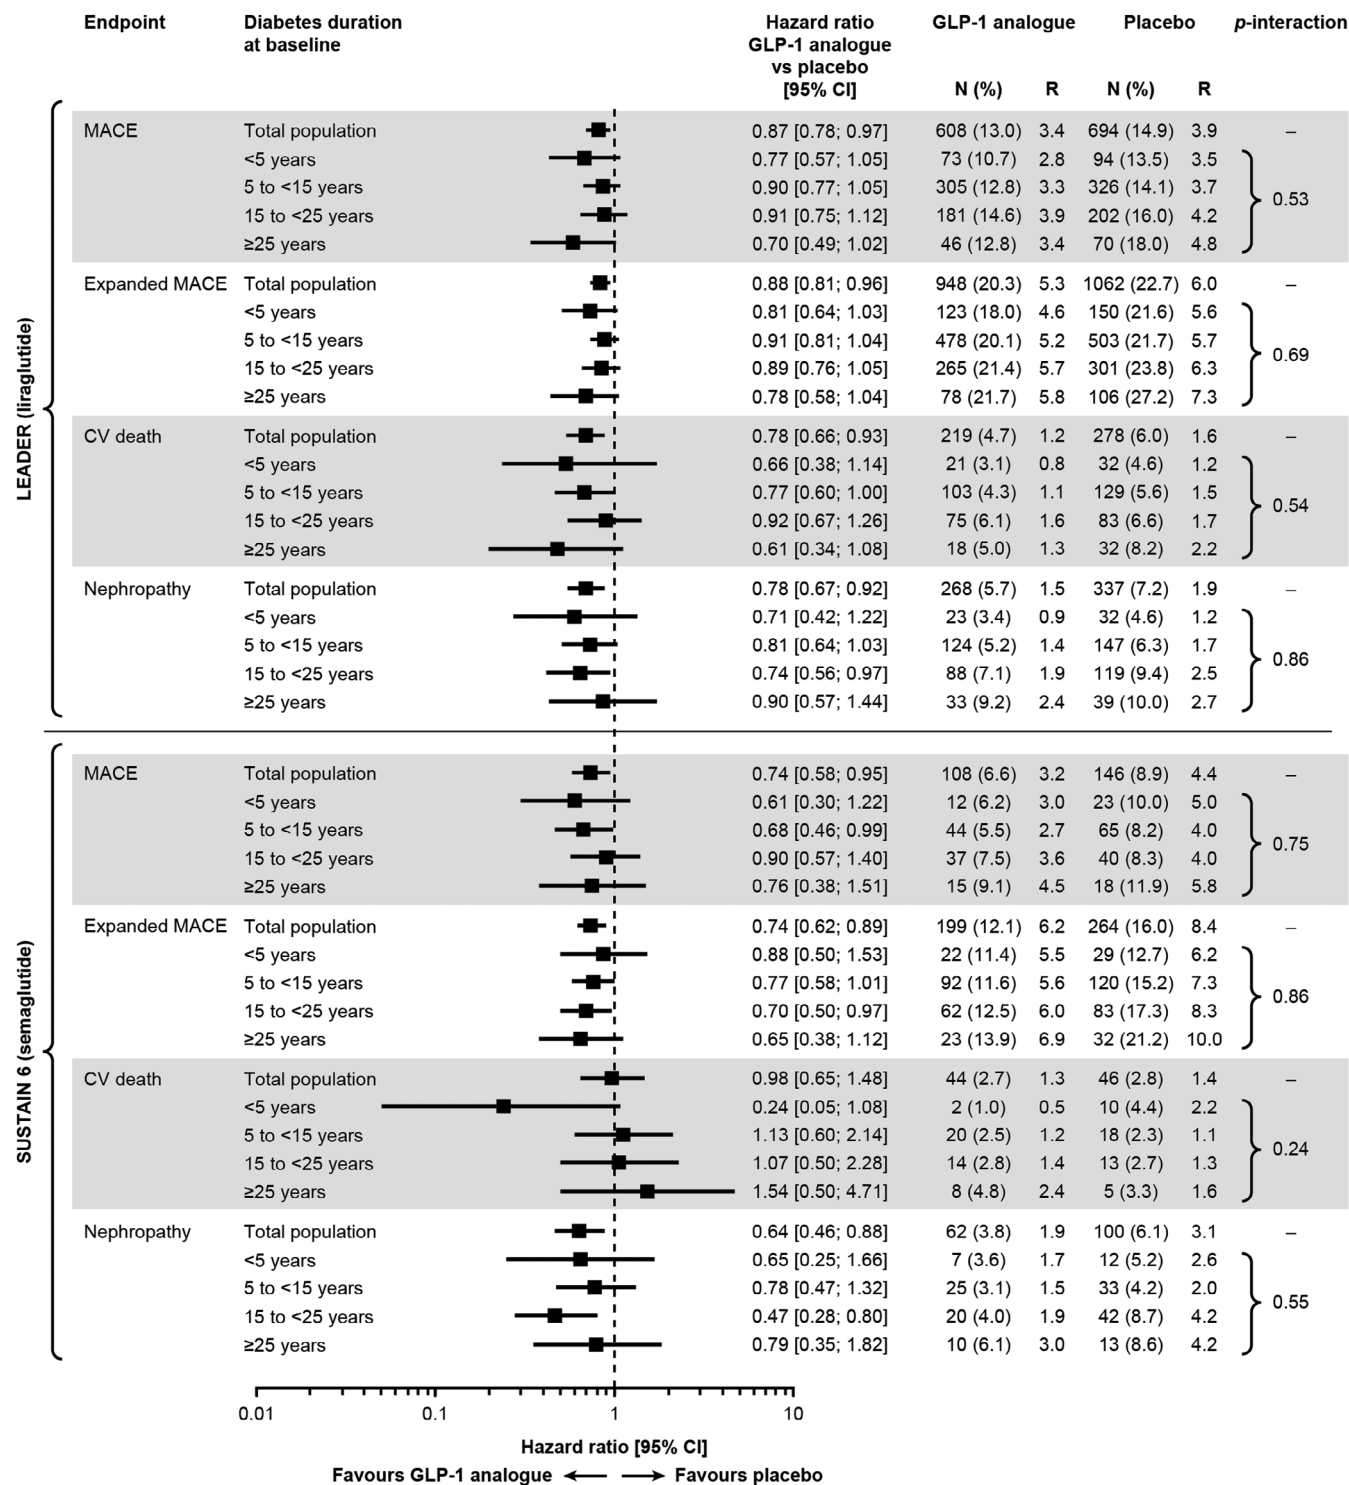 Endpoint Diabetes duration Hazard ratio GLP-1 analogue Placebo p-interaction
at baseline GLP-1 analogue
vs placebo
[95% CI] N (%) R N (%) R
LEADER (liraglutide)
MACE Total population 0.87 [0.78; 0.97] 608 (13.0) 3.4 694 (14.9) 3.9 –
<5 years 0.77 [0.57; 1.05] 73 (10.7) 2.8 94 (13.5) 3.5
5 to <15 years 0.90 [0.77; 1.05] 305 (12.8) 3.3 326 (14.1) 3.7
0.53
15 to <25 years 0.91 [0.75; 1.12] 181 (14.6) 3.9 202 (16.0) 4.2
≥25 years 0.70 [0.49; 1.02] 46 (12.8) 3.4 70 (18.0) 4.8
Expanded MACE Total population 0.88 [0.81; 0.96] 948 (20.3) 5.3 1062 (22.7) 6.0 –
<5 years 0.81 [0.64; 1.03] 123 (18.0) 4.6 150 (21.6) 5.6
5 to <15 years 0.91 [0.81; 1.04] 478 (20.1) 5.2 503 (21.7) 5.7
0.69
15 to <25 years 0.89 [0.76; 1.05] 265 (21.4) 5.7 301 (23.8) 6.3
≥25 years 0.78 [0.58; 1.04] 78 (21.7) 5.8 106 (27.2) 7.3
CV death Total population 0.78 [0.66; 0.93] 219 (4.7) 1.2 278 (6.0) 1.6 –
<5 years 0.66 [0.38; 1.14] 21 (3.1) 0.8 32 (4.6) 1.2
5 to <15 years 0.77 [0.60; 1.00] 103 (4.3) 1.1 129 (5.6) 1.5
0.54
15 to <25 years 0.92 [0.67; 1.26] 75 (6.1) 1.6 83 (6.6) 1.7
≥25 years 0.61 [0.34; 1.08] 18 (5.0) 1.3 32 (8.2) 2.2
Nephropathy Total population 0.78 [0.67; 0.92] 268 (5.7) 1.5 337 (7.2) 1.9 –
<5 years 0.71 [0.42; 1.22] 23 (3.4) 0.9 32 (4.6) 1.2
5 to <15 years 0.81 [0.64; 1.03] 124 (5.2) 1.4 147 (6.3) 1.7
0.86
15 to <25 years 0.74 [0.56; 0.97] 88 (7.1) 1.9 119 (9.4) 2.5
≥25 years 0.90 [0.57; 1.44] 33 (9.2) 2.4 39 (10.0) 2.7
SUSTAIN 6 (semaglutide)
MACE Total population 0.74 [0.58; 0.95] 108 (6.6) 3.2 146 (8.9) 4.4 –
<5 years 0.61 [0.30; 1.22] 12 (6.2) 3.0 23 (10.0) 5.0
5 to <15 years 0.68 [0.46; 0.99] 44 (5.5) 2.7 65 (8.2) 4.0
0.75
15 to <25 years 0.90 [0.57; 1.40] 37 (7.5) 3.6 40 (8.3) 4.0
≥25 years 0.76 [0.38; 1.51] 15 (9.1) 4.5 18 (11.9) 5.8
Expanded MACE Total population 0.74 [0.62; 0.89] 199 (12.1) 6.2 264 (16.0) 8.4 –
<5 years 0.88 [0.50; 1.53] 22 (11.4) 5.5 29 (12.7) 6.2
5 to <15 years 0.77 [0.58; 1.01] 92 (11.6) 5.6 120 (15.2) 7.3
0.86
15 to <25 years 0.70 [0.50; 0.97] 62 (12.5) 6.0 83 (17.3) 8.3
≥25 years 0.65 [0.38; 1.12] 23 (13.9) 6.9 32 (21.2) 10.0
CV death Total population 0.98 [0.65; 1.48] 44 (2.7) 1.3 46 (2.8) 1.4 –
<5 years 0.24 [0.05; 1.08] 2 (1.0) 0.5 10 (4.4) 2.2
5 to <15 years 1.13 [0.60; 2.14] 20 (2.5) 1.2 18 (2.3) 1.1
0.24
15 to <25 years 1.07 [0.50; 2.28] 14 (2.8) 1.4 13 (2.7) 1.3
≥25 years 1.54 [0.50; 4.71] 8 (4.8) 2.4 5 (3.3) 1.6
Nephropathy Total population 0.64 [0.46; 0.88] 62 (3.8) 1.9 100 (6.1) 3.1 –
<5 years 0.65 [0.25; 1.66] 7 (3.6) 1.7 12 (5.2) 2.6
5 to <15 years 0.78 [0.47; 1.32] 25 (3.1) 1.5 33 (4.2) 2.0
0.55
15 to <25 years 0.47 [0.28; 0.80] 20 (4.0) 1.9 42 (8.7) 4.2
≥25 years 0.79 [0.35; 1.82] 10 (6.1) 3.0 13 (8.6) 4.2
0.01 0.1 1 10
Hazard ratio [95% CI]
Favours GLP-1 analogue ← → Favours placebo